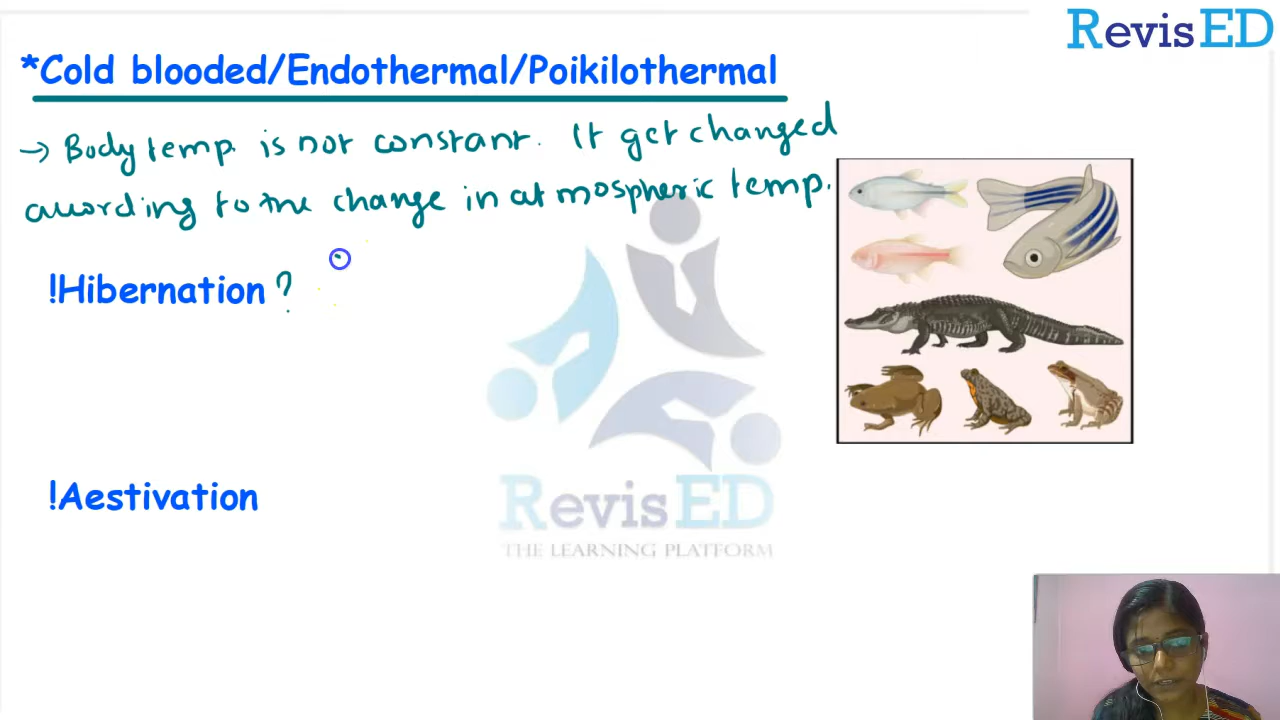 RevisED
*Cold blooded/Endothermal/Poikilothermal
→ Body temp. is not constant. It get changed
according to the change in atmospheric temp.
!Hibernation ?
!Aestivation
RevisED
THE LEARNING PLATFORM